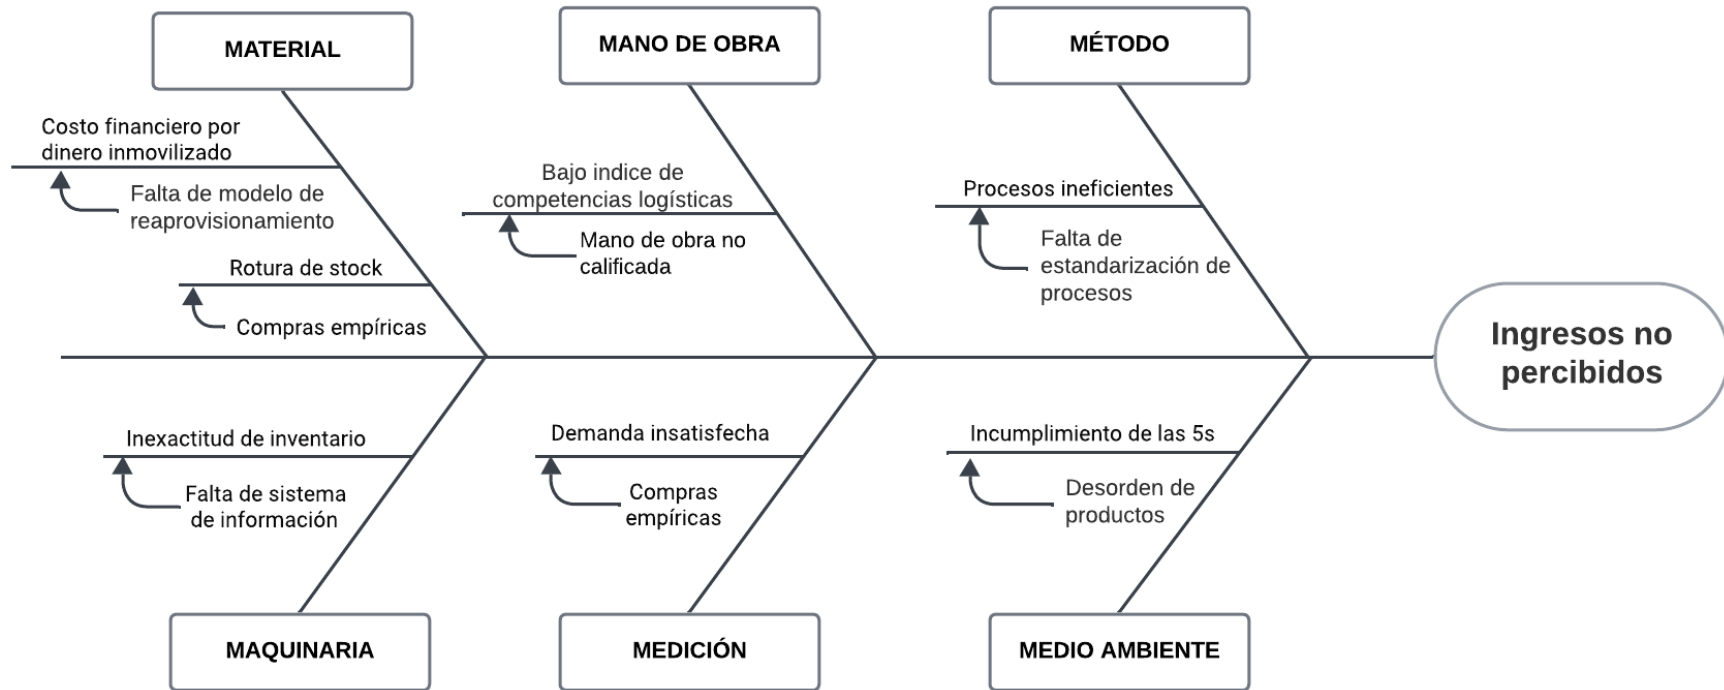 MATERIAL
MANO DE OBRA
MÉTODO
Costo financiero por
dinero inmovilizado
Falta de modelo de
reaprovisionamiento
Rotura de stock
Compras empíricas
Bajo indice de
competencias logísticas
Mano de obra no
calificada
Procesos ineficientes
Falta de
estandarización de
procesos
Ingresos no
percibidos
Inexactitud de inventario
Falta de sistema
de información
Demanda insatisfecha
Compras
empíricas
Incumplimiento de las 5s
Desorden de
productos
MAQUINARIA
MEDICIÓN
MEDIO AMBIENTE